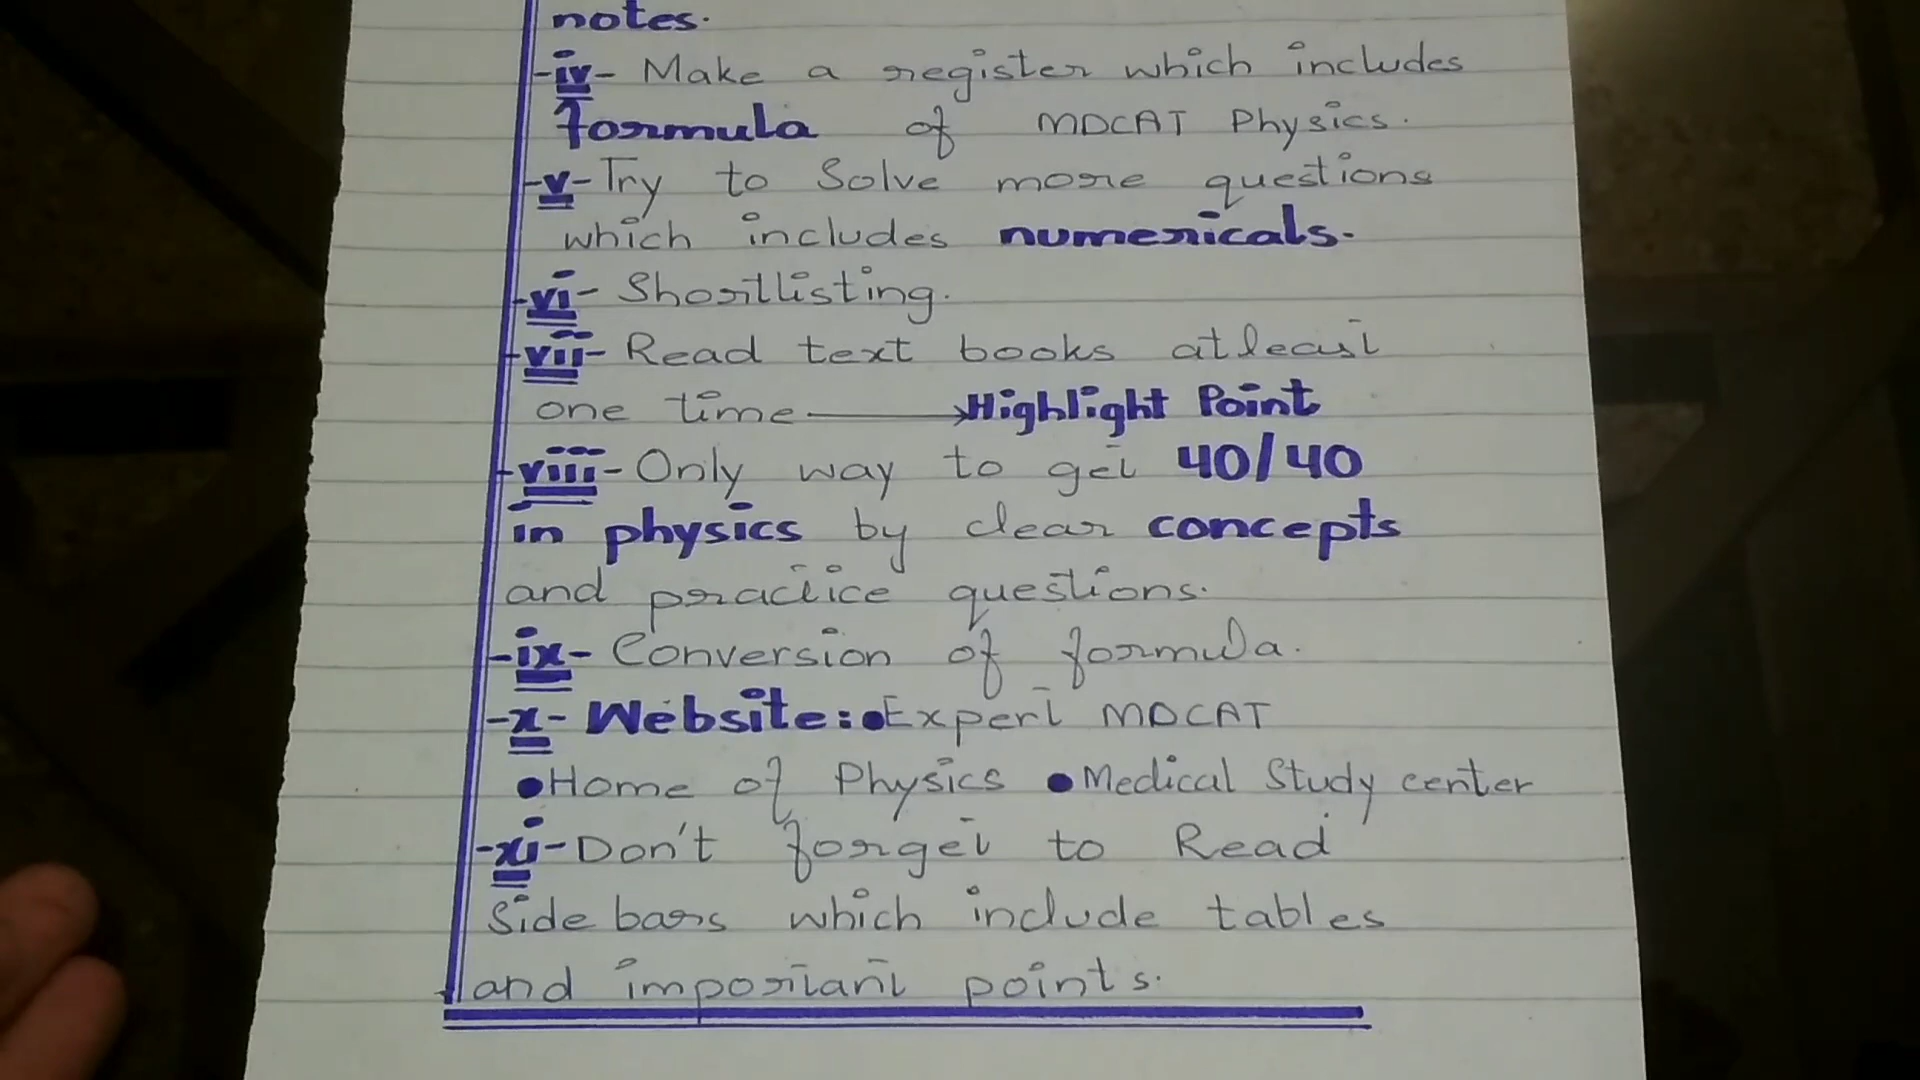 notes.
-iv- Make a register which includes
formula of MDCAT Physics.
-v- Try to Solve more questions
which includes numericals.
-vi- Shortlisting.
-vii- Read text books atleast
one time → Highlight Point
-viii- Only way to get 40/40
in physics by clear concepts
and practice questions.
-ix- Conversion of formula.
-x- Website: •Expert MDCAT
•Home of Physics •Medical Study center
-xi- Don't forget to Read
Side bars which include tables
and important points.